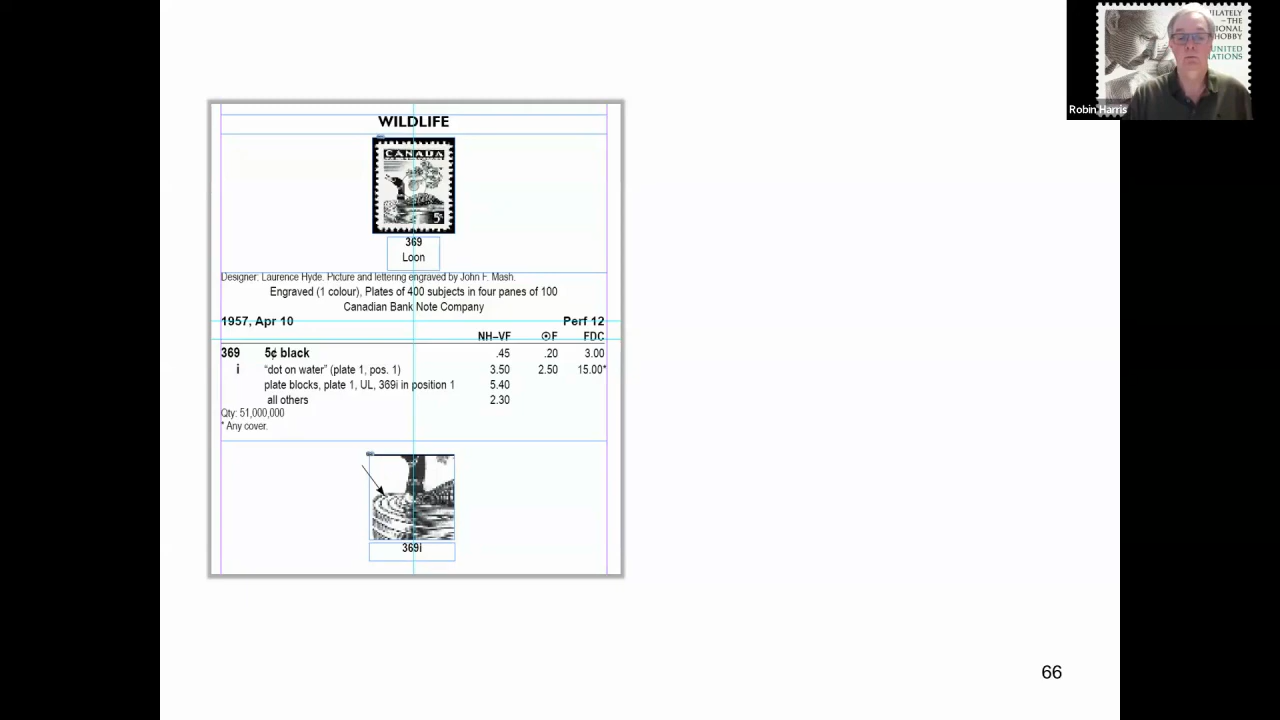 WILDLIFE
CANADA
5¢
369
Loon
Designer: Laurence Hyde. Picture and lettering engraved by John F. Mash.
Engraved (1 colour), Plates of 400 subjects in four panes of 100
Canadian Bank Note Company
1957, Apr 10 Perf 12
NH–VF ⊙F FDC
369 5¢ black .45 .20 3.00
i “dot on water” (plate 1, pos. 1) 3.50 2.50 15.00*
plate blocks, plate 1, UL, 369i in position 1 5.40
all others 2.30
Qty: 51,000,000
* Any cover.
369i
66
–THE
HOBBY
UNITED
Robin Harris